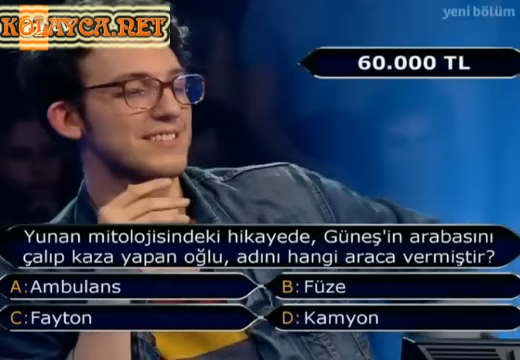 KOLAYCA.NET
yeni bölüm
60.000 TL
Yunan mitolojisindeki hikayede, Güneş'in arabasını
çalıp kaza yapan oğlu, adını hangi araca vermiştir?
A:Ambulans
B:Füze
C:Fayton
D:Kamyon